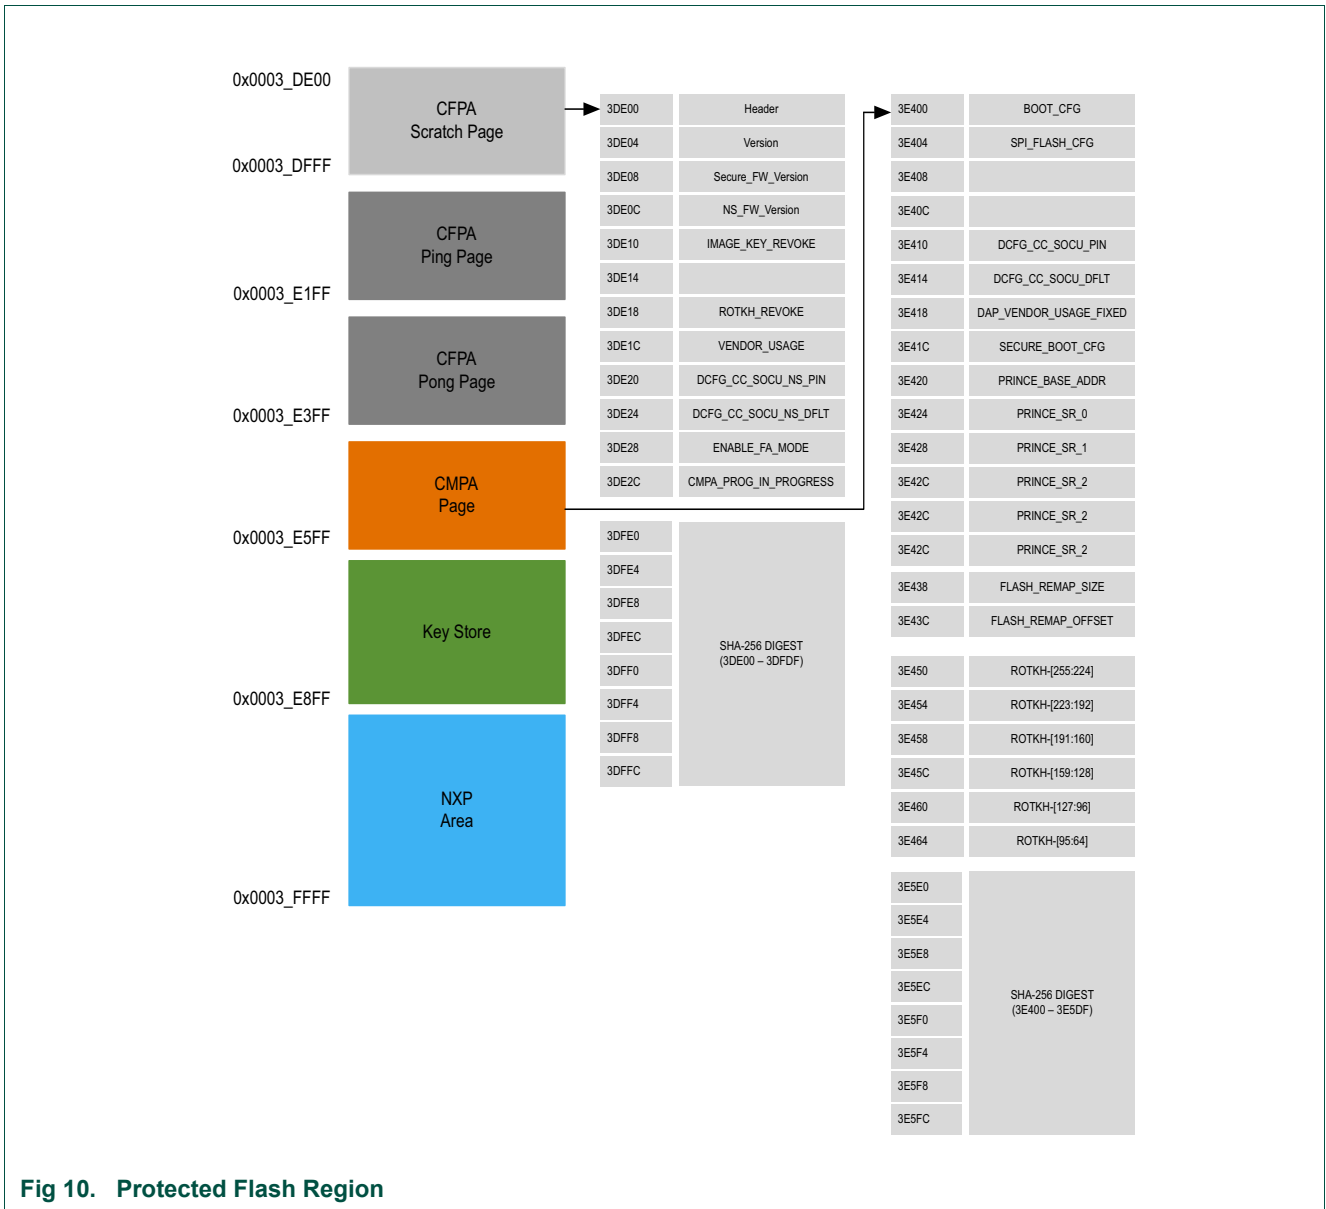 0x0003_DE00
CFPA
Scratch Page
0x0003_DFFF
CFPA
Ping Page
0x0003_E1FF
CFPA
Pong Page
0x0003_E3FF
CMPA
Page
0x0003_E5FF
Key Store
0x0003_E8FF
NXP
Area
0x0003_FFFF
3DE00 Header
3DE04 Version
3DE08 Secure_FW_Version
3DE0C NS_FW_Version
3DE10 IMAGE_KEY_REVOKE
3DE14
3DE18 ROTKH_REVOKE
3DE1C VENDOR_USAGE
3DE20 DCFG_CC_SOCU_NS_PIN
3DE24 DCFG_CC_SOCU_NS_DFLT
3DE28 ENABLE_FA_MODE
3DE2C CMPA_PROG_IN_PROGRESS
3DFE0
3DFE4
3DFE8
3DFEC
3DFF0
3DFF4
3DFF8
3DFFC
SHA-256 DIGEST
(3DE00 – 3DFDF)
3E400 BOOT_CFG
3E404 SPI_FLASH_CFG
3E408
3E40C
3E410 DCFG_CC_SOCU_PIN
3E414 DCFG_CC_SOCU_DFLT
3E418 DAP_VENDOR_USAGE_FIXED
3E41C SECURE_BOOT_CFG
3E420 PRINCE_BASE_ADDR
3E424 PRINCE_SR_0
3E428 PRINCE_SR_1
3E42C PRINCE_SR_2
3E42C PRINCE_SR_2
3E42C PRINCE_SR_2
3E438 FLASH_REMAP_SIZE
3E43C FLASH_REMAP_OFFSET
3E450 ROTKH-[255:224]
3E454 ROTKH-[223:192]
3E458 ROTKH-[191:160]
3E45C ROTKH-[159:128]
3E460 ROTKH-[127:96]
3E464 ROTKH-[95:64]
3E5E0
3E5E4
3E5E8
3E5EC
3E5F0
3E5F4
3E5F8
3E5FC
SHA-256 DIGEST
(3E400 – 3E5DF)
Fig 10. Protected Flash Region